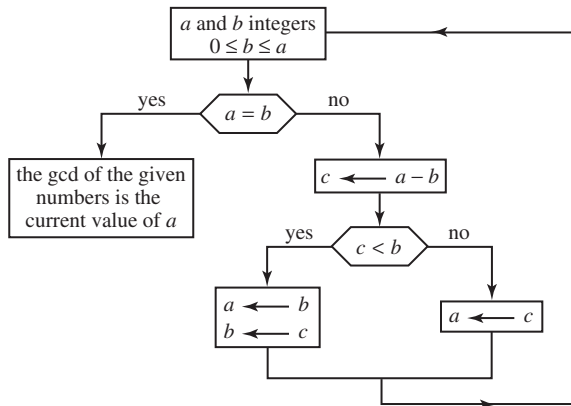 a and b integers
0 ≤ b ≤ a
yes
a = b
no
the gcd of the given
numbers is the
current value of a
c ← a – b
yes
c < b
no
a ← b
b ← c
a ← c